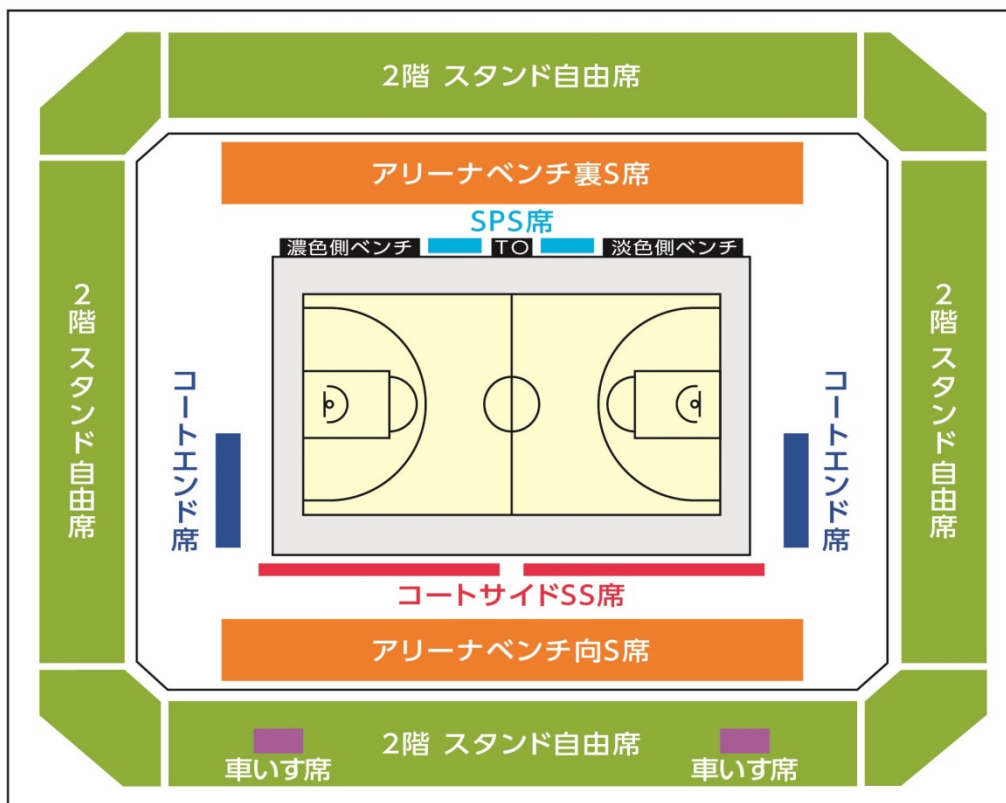 2階 スタンド自由席
アリーナベンチ裏S席
SPS席
濃色側ベンチ
TO
淡色側ベンチ
2階 スタンド自由席
コートエンド席
コートエンド席
2階 スタンド自由席
コートサイドSS席
アリーナベンチ向S席
2階 スタンド自由席
車いす席
車いす席